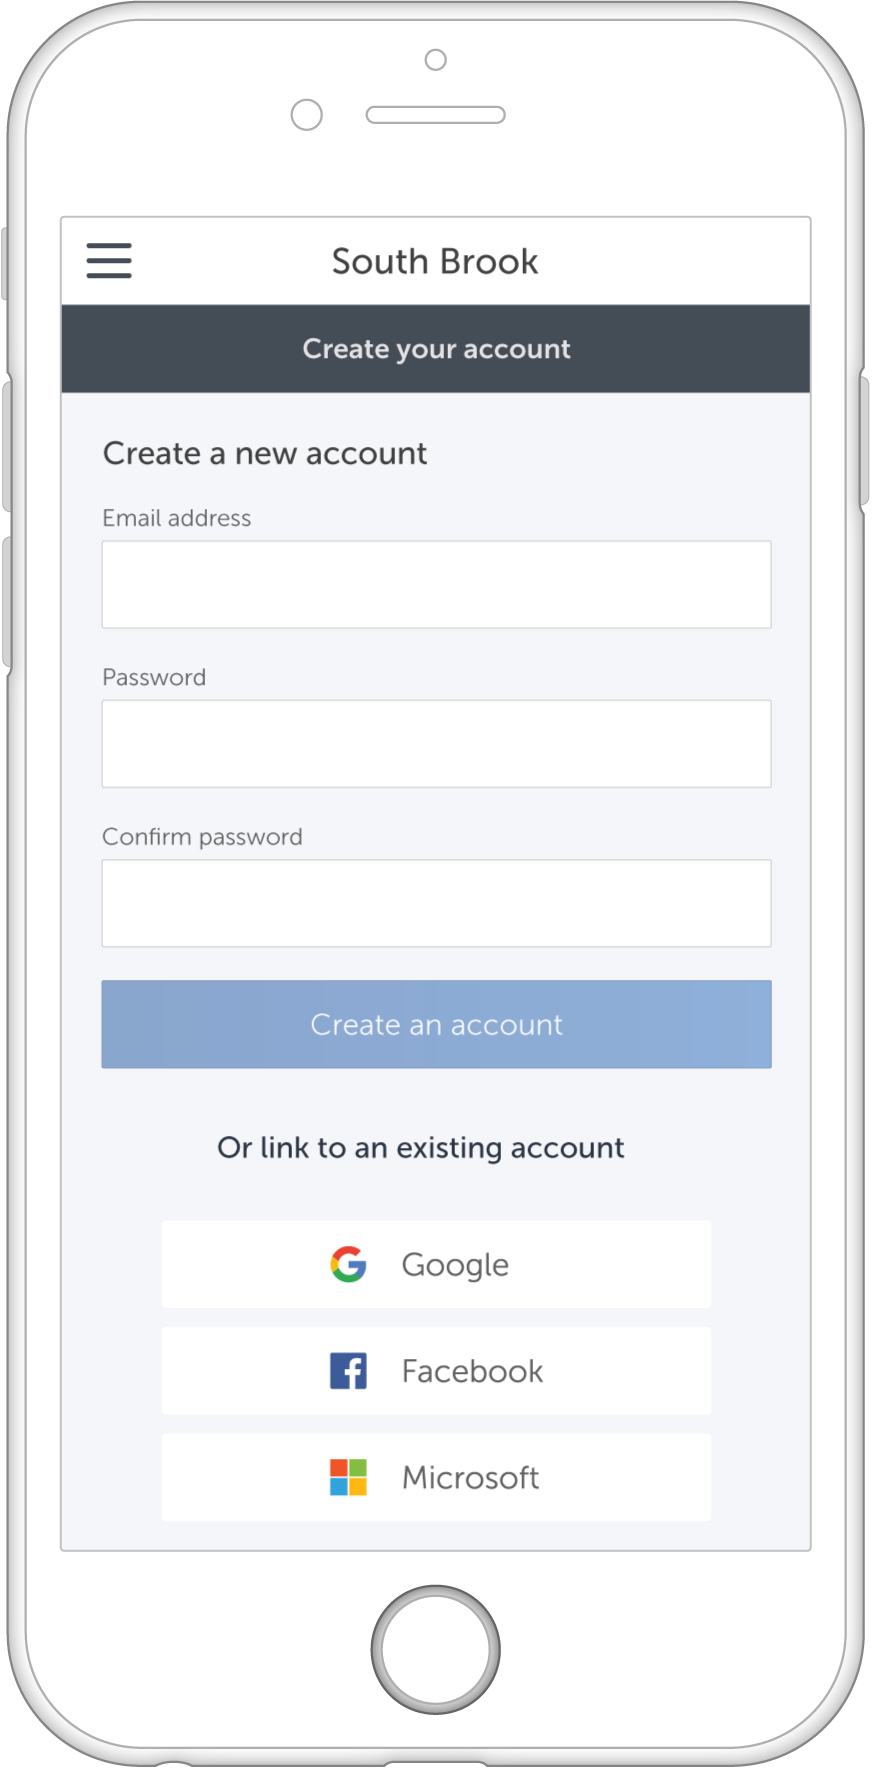 South Brook
Create your account
Create a new account
Email address
Password
Confirm password
Create an account
Or link to an existing account
Google
Facebook
Microsoft